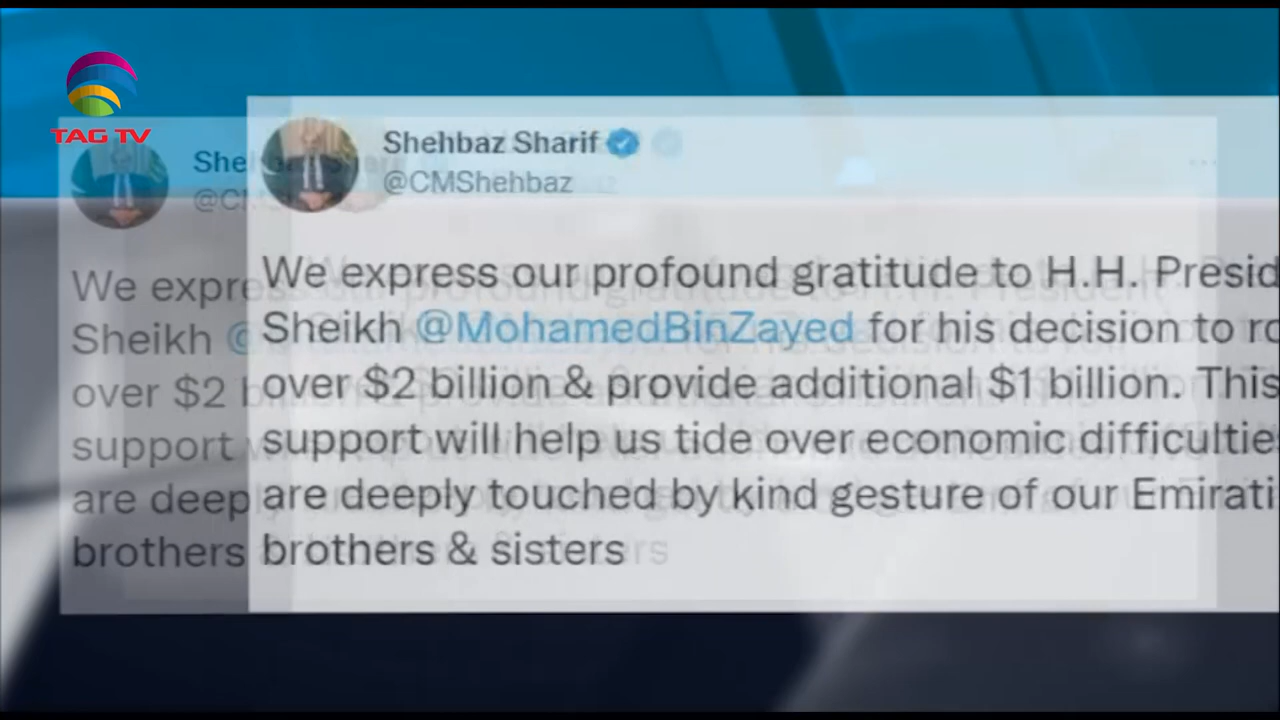 TAG TV
Shehbaz Sharif
@CMShehbaz
We express our profound gratitude to H.H. Presid
Sheikh @MohamedBinZayed for his decision to ro
over $2 billion & provide additional $1 billion. This
support will help us tide over economic difficultie
are deeply touched by kind gesture of our Emirati
brothers & sisters